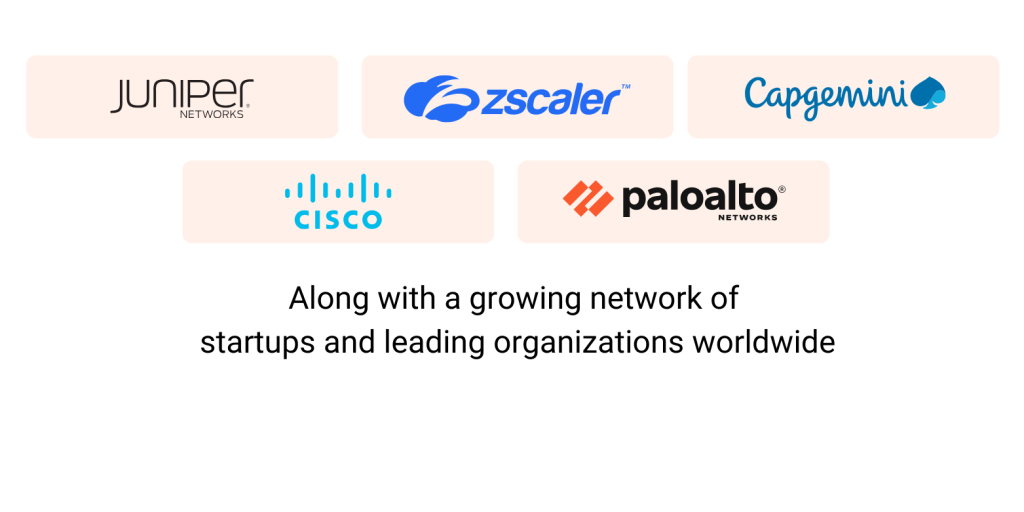 JUNIPEr®
NETWORKS
zscaler™
Capgemini
CISCO
paloalto®
NETWORKS
Along with a growing network of
startups and leading organizations worldwide